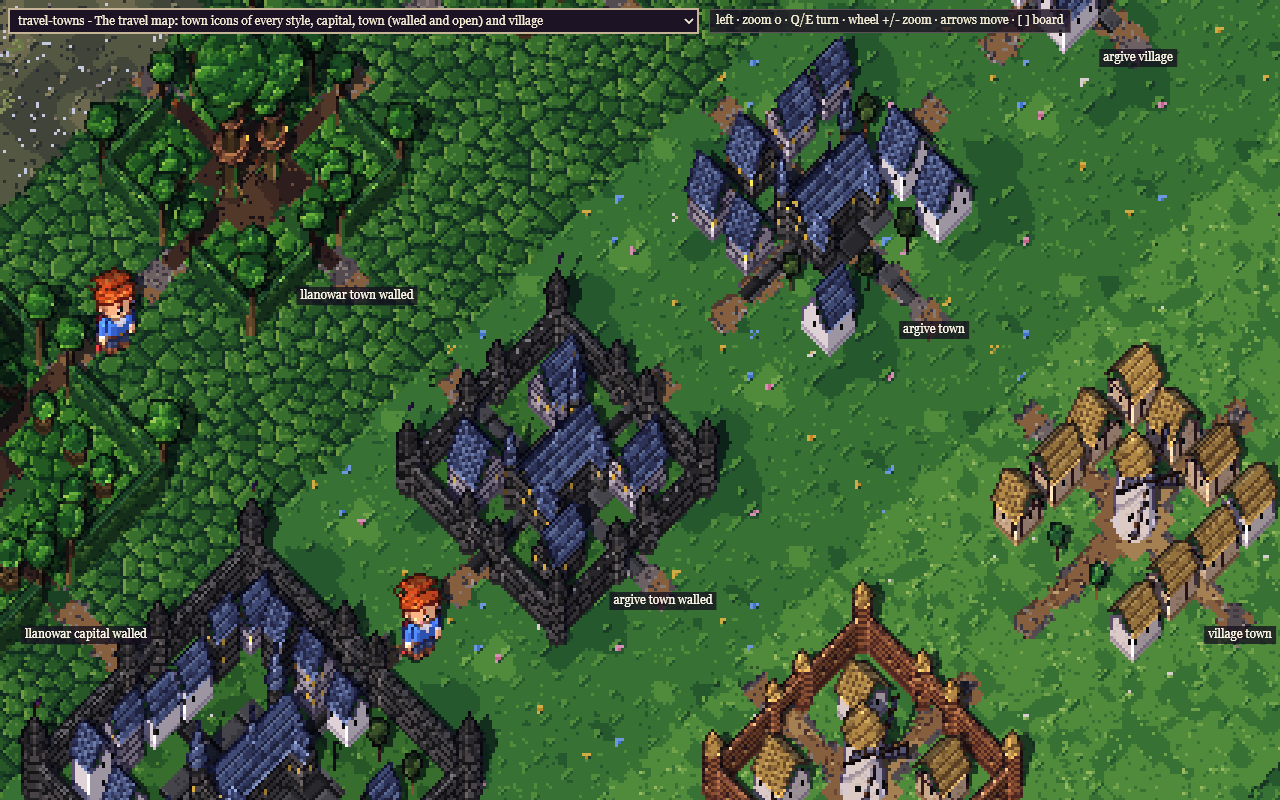 travel-towns - The travel map: town icons of every style, capital, town (walled and open) and village
left · zoom 0 · Q/E turn · wheel +/- zoom · arrows move · [ ] board
argive village
llanowar town walled
argive town
argive town walled
llanowar capital walled
village town